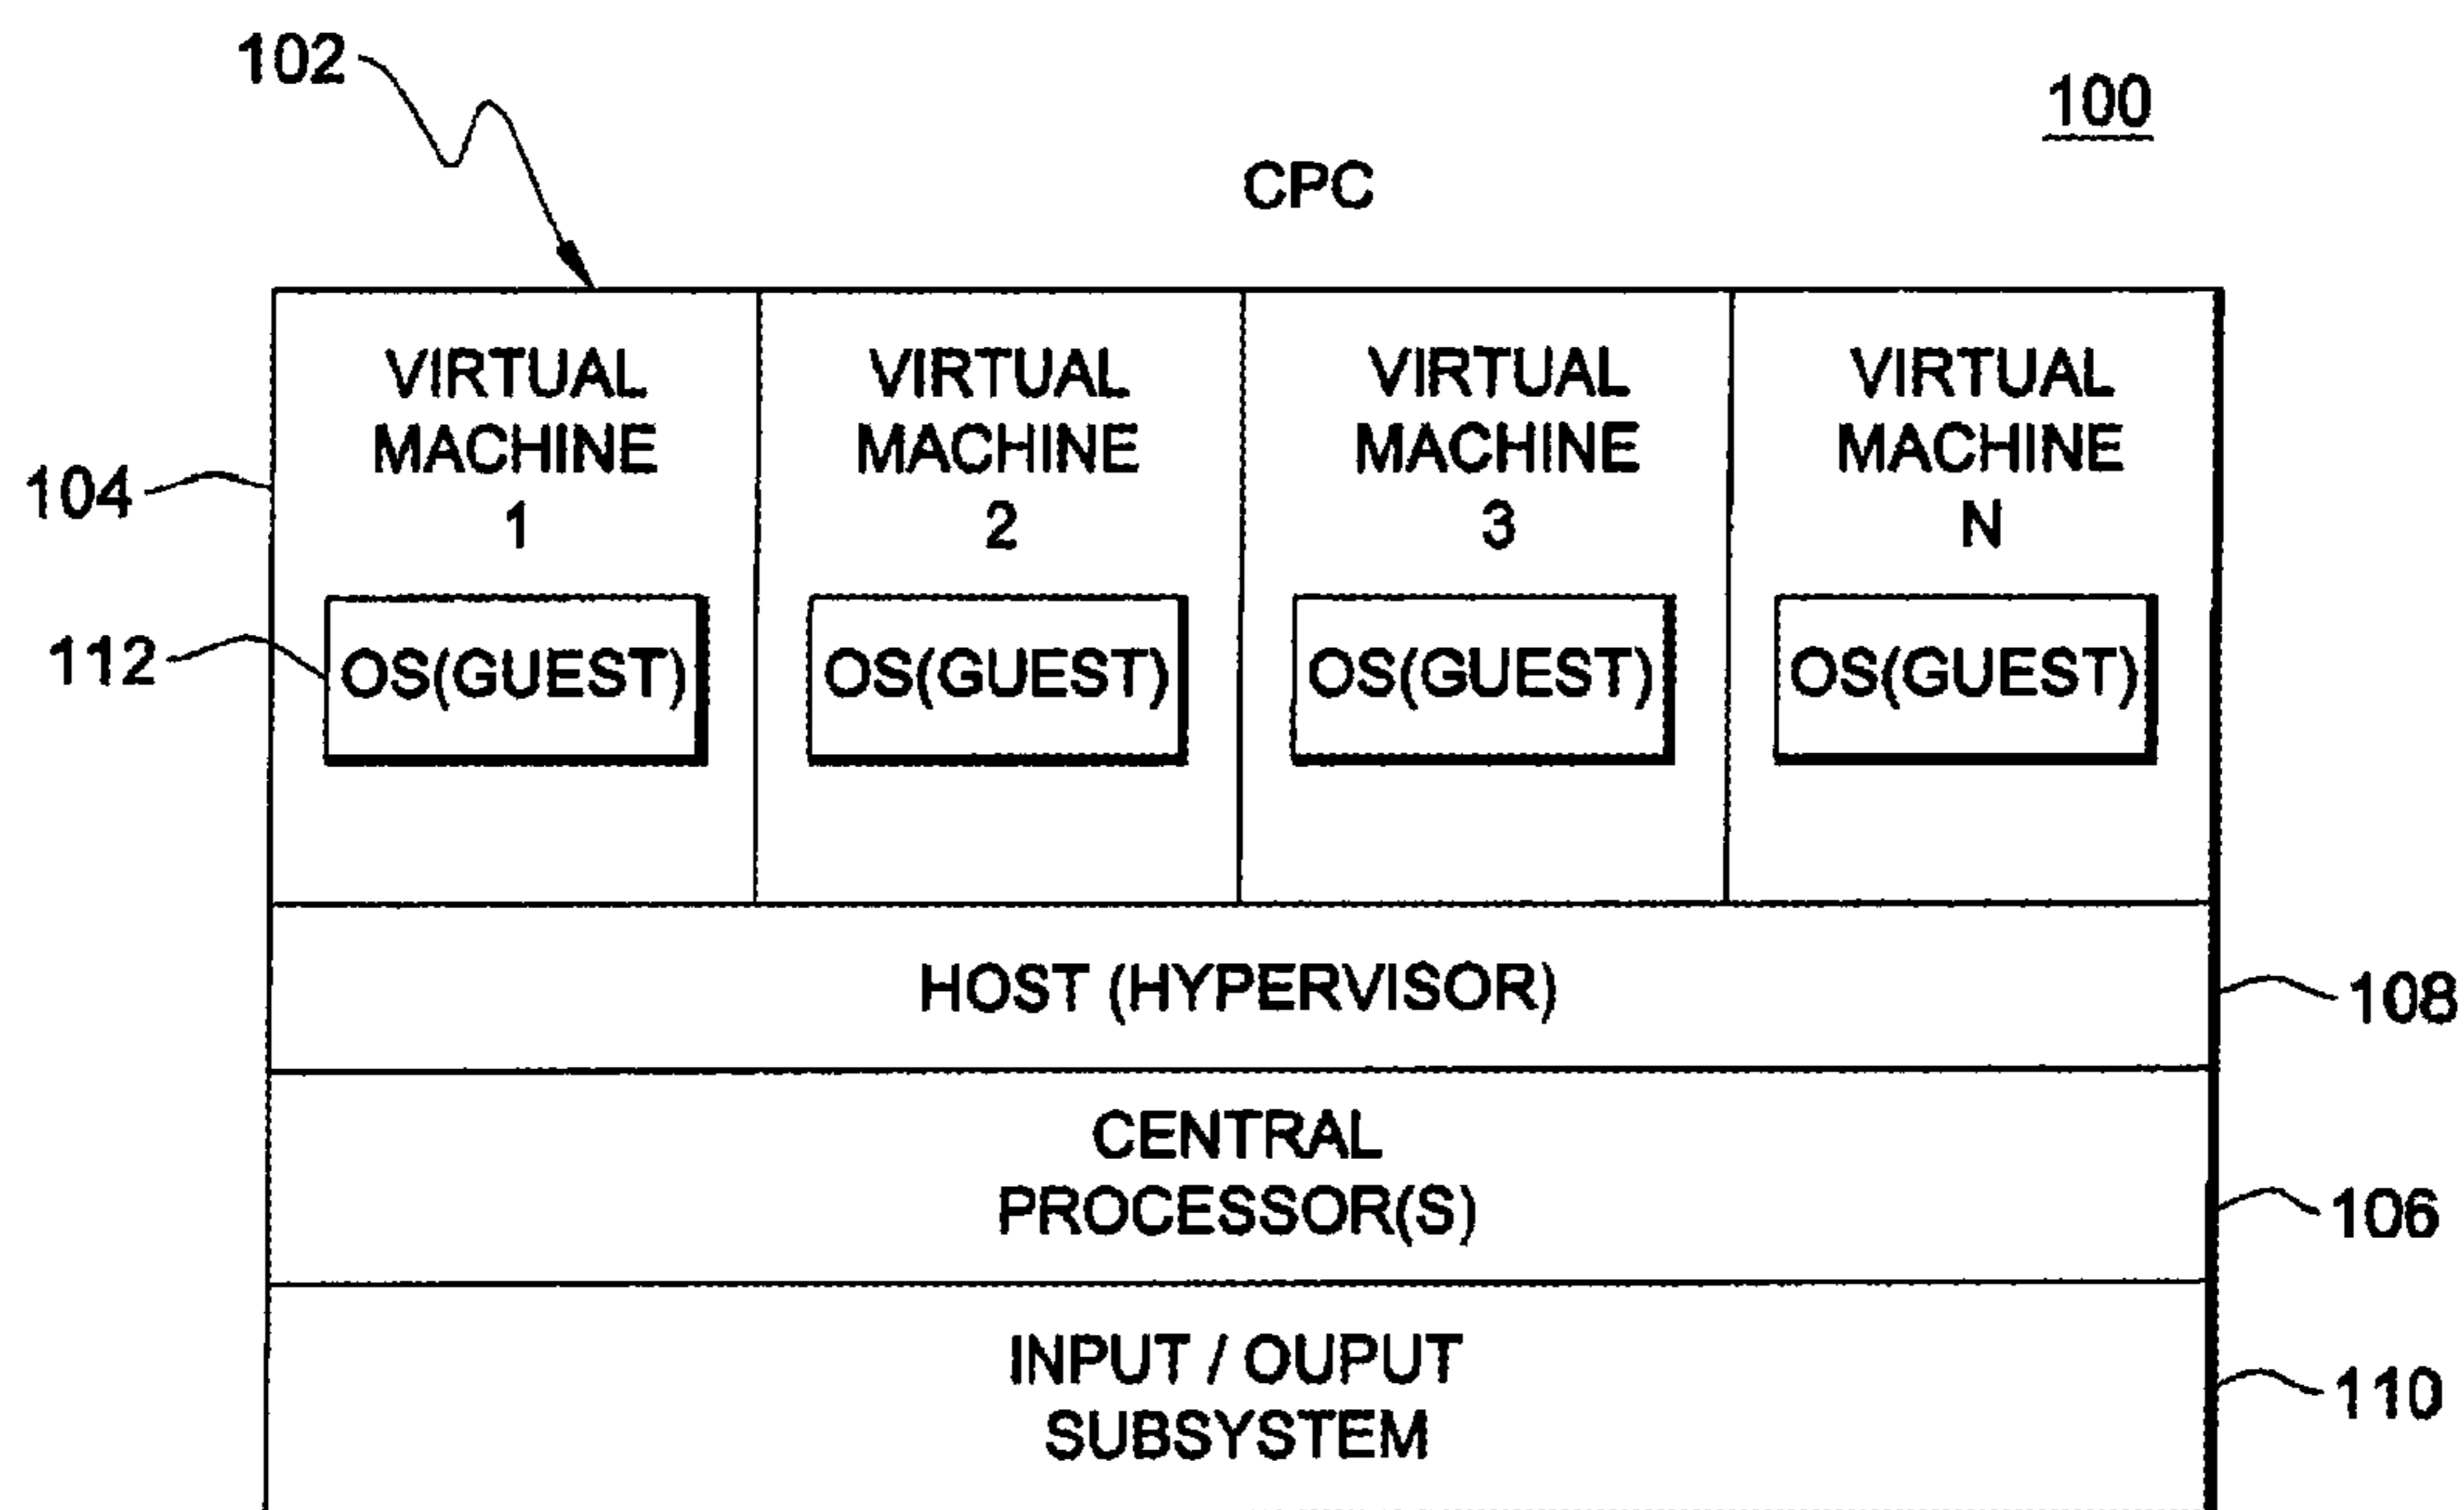 102
100
CPC
VIRTUAL
MACHINE
1
VIRTUAL
MACHINE
2
VIRTUAL
MACHINE
3
VIRTUAL
MACHINE
N
104
112
OS(GUEST)
OS(GUEST)
OS(GUEST)
OS(GUEST)
HOST (HYPERVISOR)
108
CENTRAL
PROCESSOR(S)
106
INPUT / OUPUT
SUBSYSTEM
110